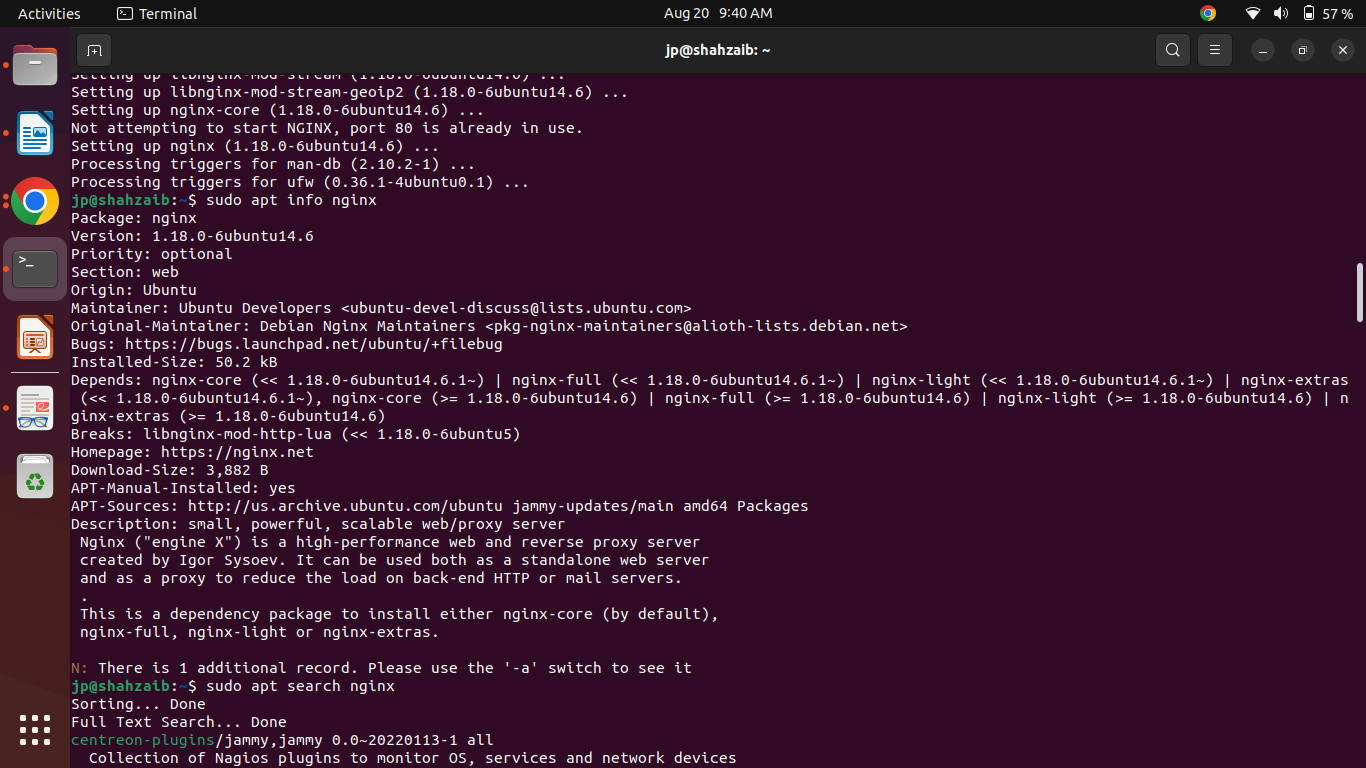 Activities
Terminal
Aug 20 9:40 AM
57 %
jp@shahzaib: ~
Setting up libnginx-mod-stream (1.18.0-6ubuntu14.6) ...
Setting up libnginx-mod-stream-geoip2 (1.18.0-6ubuntu14.6) ...
Setting up nginx-core (1.18.0-6ubuntu14.6) ...
Not attempting to start NGINX, port 80 is already in use.
Setting up nginx (1.18.0-6ubuntu14.6) ...
Processing triggers for man-db (2.10.2-1) ...
Processing triggers for ufw (0.36.1-4ubuntu0.1) ...
jp@shahzaib:~$ sudo apt info nginx
Package: nginx
Version: 1.18.0-6ubuntu14.6
Priority: optional
Section: web
Origin: Ubuntu
Maintainer: Ubuntu Developers <ubuntu-devel-discuss@lists.ubuntu.com>
Original-Maintainer: Debian Nginx Maintainers <pkg-nginx-maintainers@alioth-lists.debian.net>
Bugs: https://bugs.launchpad.net/ubuntu/+filebug
Installed-Size: 50.2 kB
Depends: nginx-core (<< 1.18.0-6ubuntu14.6.1~) | nginx-full (<< 1.18.0-6ubuntu14.6.1~) | nginx-light (<< 1.18.0-6ubuntu14.6.1~) | nginx-extras
 (<< 1.18.0-6ubuntu14.6.1~), nginx-core (>= 1.18.0-6ubuntu14.6) | nginx-full (>= 1.18.0-6ubuntu14.6) | nginx-light (>= 1.18.0-6ubuntu14.6) | n
ginx-extras (>= 1.18.0-6ubuntu14.6)
Breaks: libnginx-mod-http-lua (<< 1.18.0-6ubuntu5)
Homepage: https://nginx.net
Download-Size: 3,882 B
APT-Manual-Installed: yes
APT-Sources: http://us.archive.ubuntu.com/ubuntu jammy-updates/main amd64 Packages
Description: small, powerful, scalable web/proxy server
 Nginx ("engine X") is a high-performance web and reverse proxy server
 created by Igor Sysoev. It can be used both as a standalone web server
 and as a proxy to reduce the load on back-end HTTP or mail servers.
 .
 This is a dependency package to install either nginx-core (by default),
 nginx-full, nginx-light or nginx-extras.
N: There is 1 additional record. Please use the '-a' switch to see it
jp@shahzaib:~$ sudo apt search nginx
Sorting... Done
Full Text Search... Done
centreon-plugins/jammy,jammy 0.0~20220113-1 all
  Collection of Nagios plugins to monitor OS, services and network devices